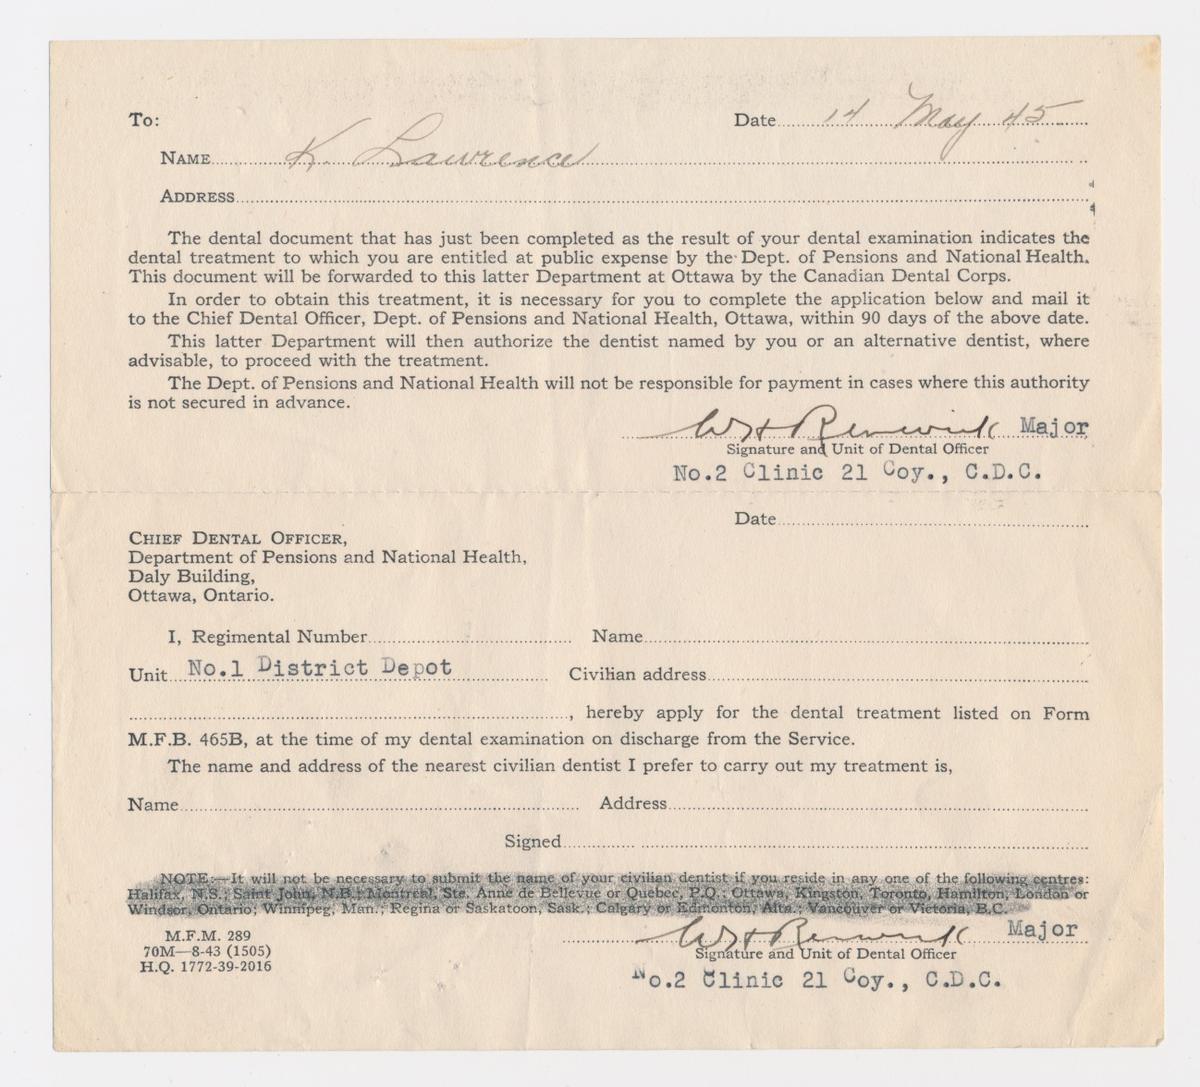 To:
Date 14 May 45
NAME K. Lawrence
ADDRESS
The dental document that has just been completed as the result of your dental examination indicates the
dental treatment to which you are entitled at public expense by the Dept. of Pensions and National Health.
This document will be forwarded to this latter Department at Ottawa by the Canadian Dental Corps.
In order to obtain this treatment, it is necessary for you to complete the application below and mail it
to the Chief Dental Officer, Dept. of Pensions and National Health, Ottawa, within 90 days of the above date.
This latter Department will then authorize the dentist named by you or an alternative dentist, where
advisable, to proceed with the treatment.
The Dept. of Pensions and National Health will not be responsible for payment in cases where this authority
is not secured in advance.
W H Renwick Major
Signature and Unit of Dental Officer
No.2 Clinic 21 Coy., C.D.C.
Date
CHIEF DENTAL OFFICER,
Department of Pensions and National Health,
Daly Building,
Ottawa, Ontario.
I, Regimental Number Name
Unit No.1 District Depot Civilian address
, hereby apply for the dental treatment listed on Form
M.F.B. 465B, at the time of my dental examination on discharge from the Service.
The name and address of the nearest civilian dentist I prefer to carry out my treatment is,
Name Address
Signed
NOTE:—It will not be necessary to submit the name of your civilian dentist if you reside in any one of the following centres:
Halifax, N.S.; Saint John, N.B.; Montreal, Ste. Anne de Bellevue or Quebec, P.Q.; Ottawa, Kingston, Toronto, Hamilton, London or
Windsor, Ontario; Winnipeg, Man.; Regina or Saskatoon, Sask.; Calgary or Edmonton, Alta.; Vancouver or Victoria, B.C.
M.F.M. 289
70M—8-43 (1505)
H.Q. 1772-39-2016
W H Renwick Major
Signature and Unit of Dental Officer
No.2 Clinic 21 Coy., C.D.C.